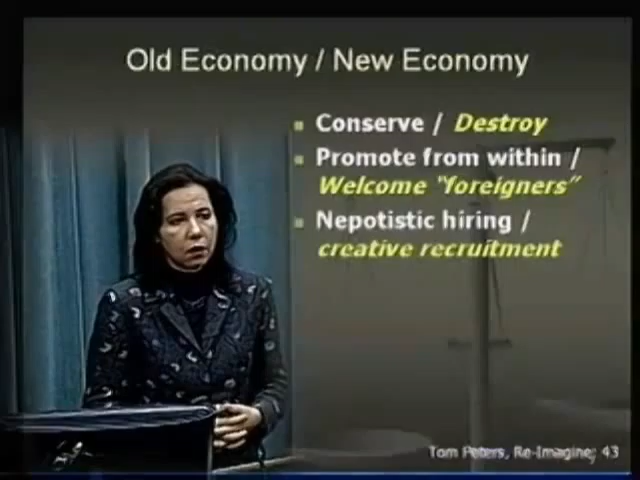 Old Economy / New Economy
Conserve / Destroy
Promote from within /
Welcome "foreigners"
Nepotistic hiring /
creative recruitment
Tom Peters, Re-Imagine, 43